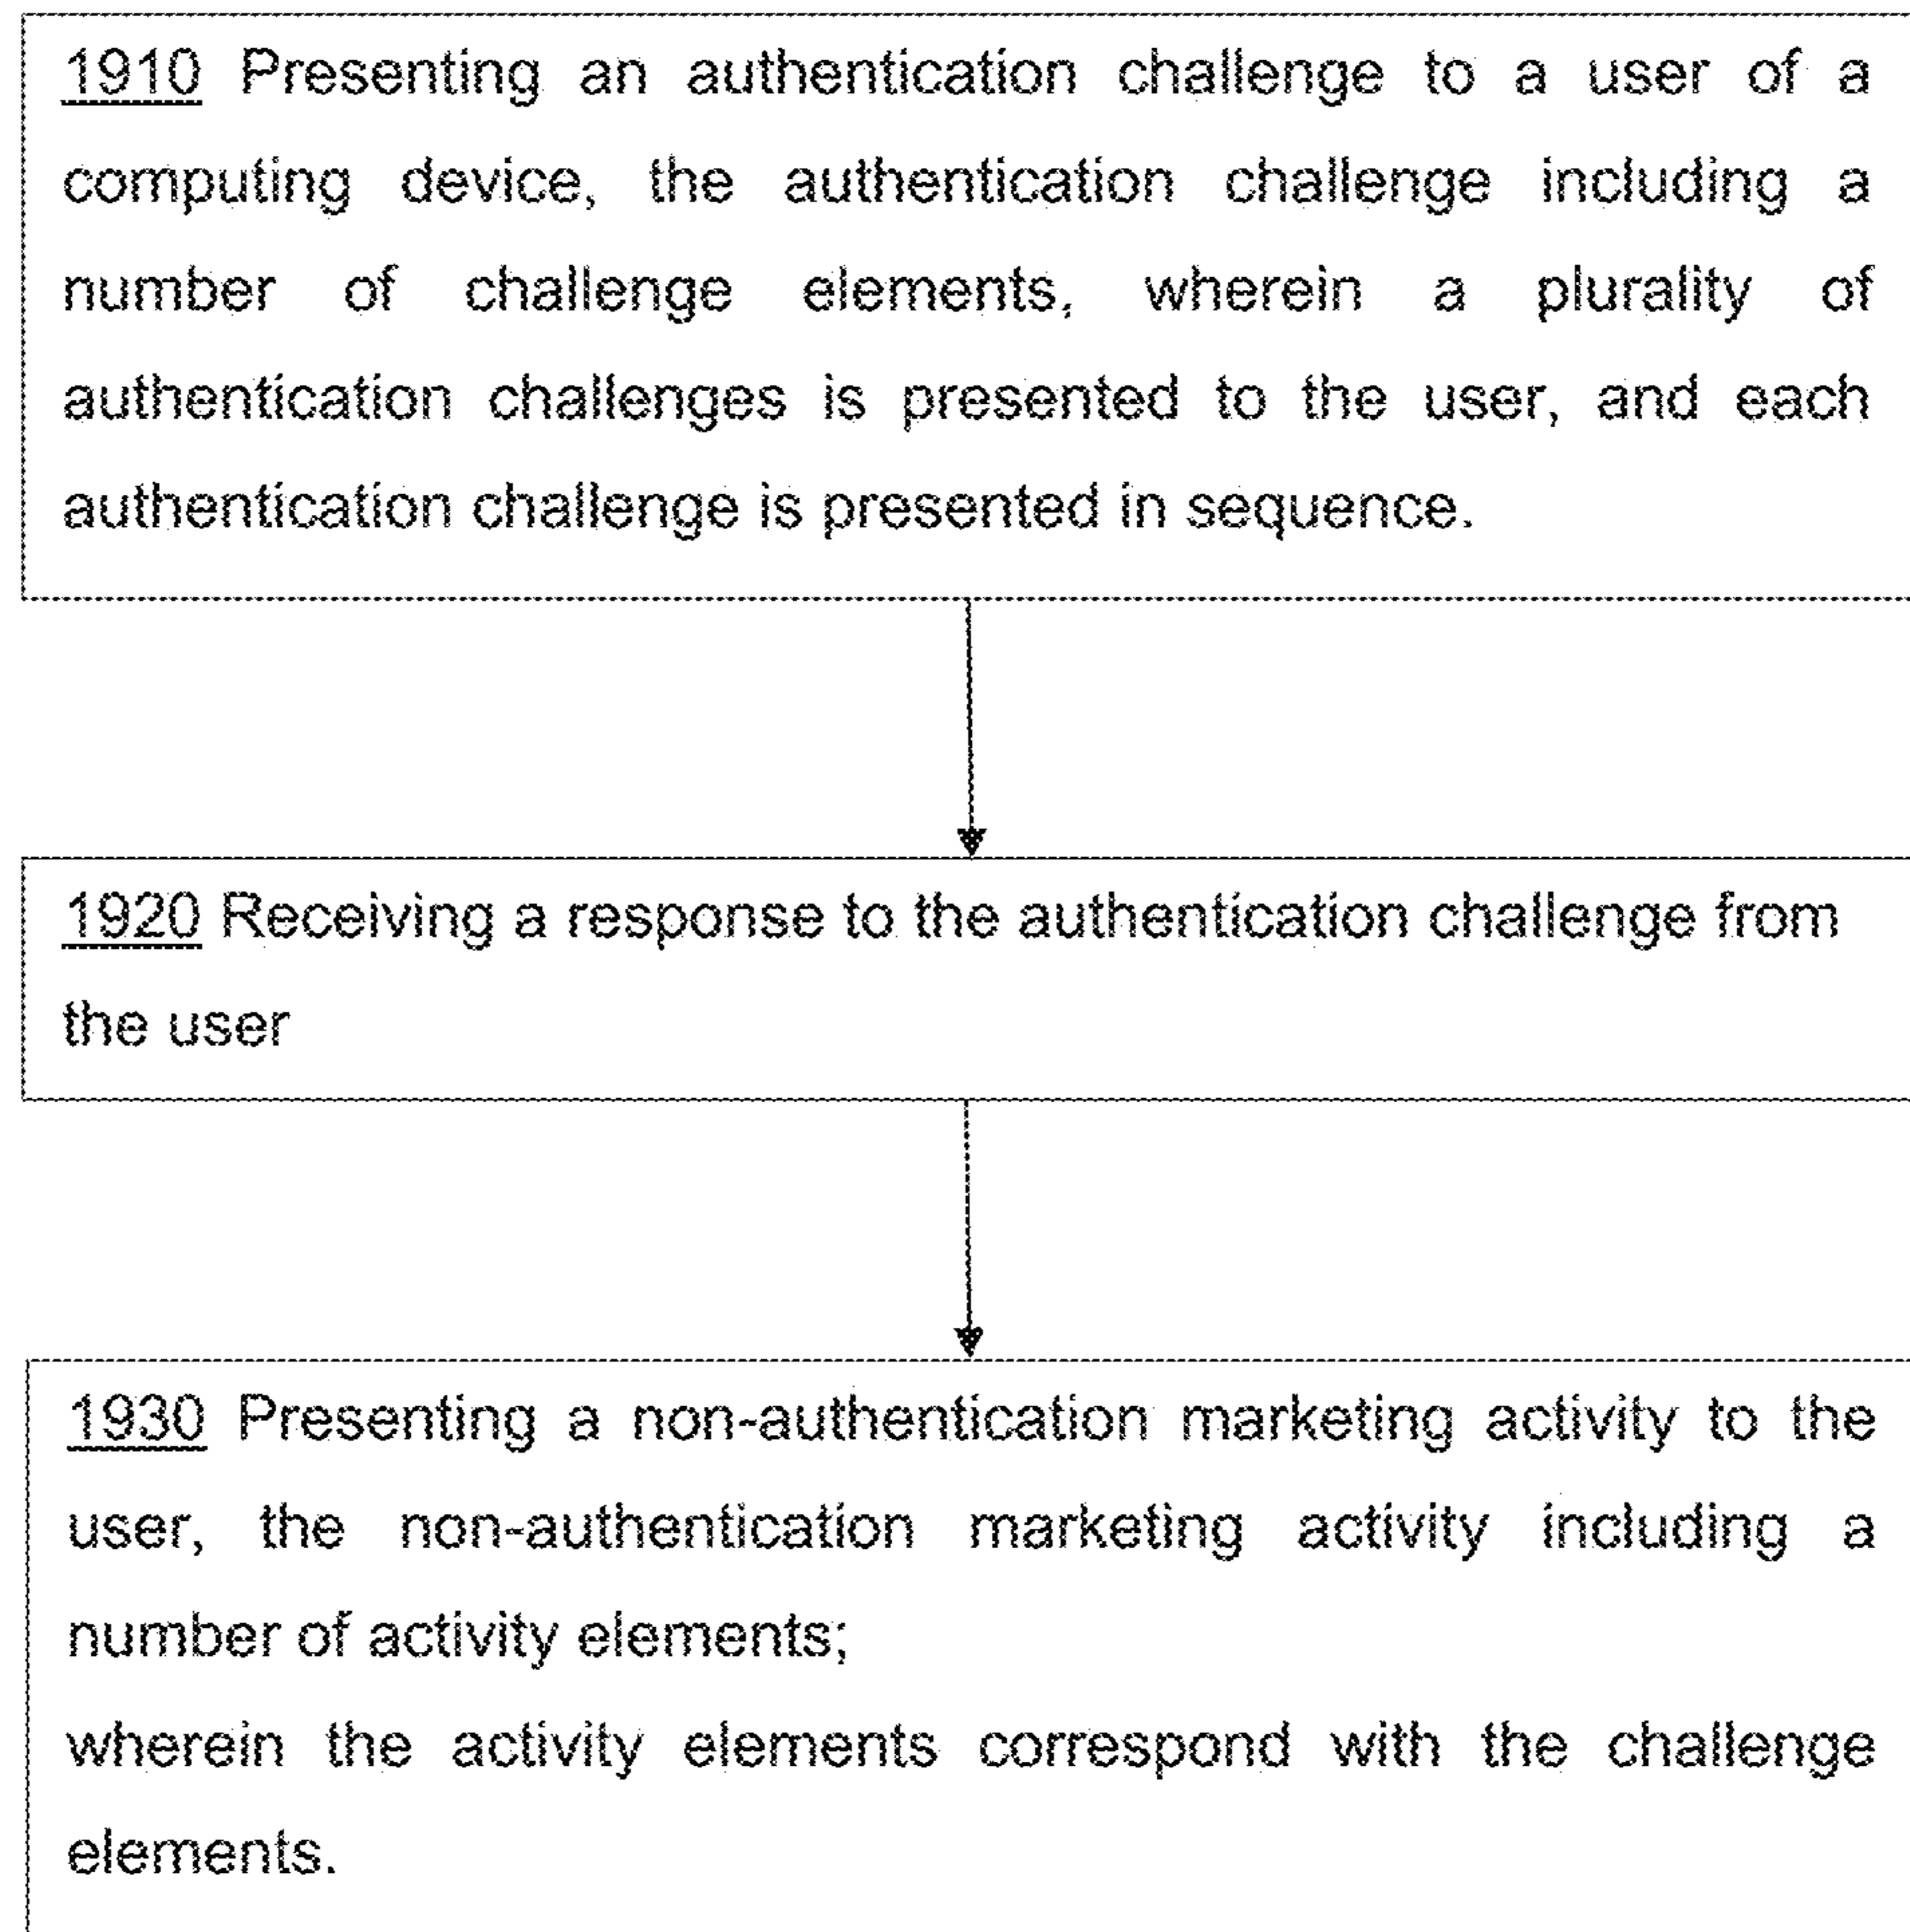 1910 Presenting an authentication challenge to a user of a
computing device, the authentication challenge including a
number of challenge elements, wherein a plurality of
authentication challenges is presented to the user, and each
authentication challenge is presented in sequence.
1920 Receiving a response to the authentication challenge from
the user
1930 Presenting a non-authentication marketing activity to the
user, the non-authentication marketing activity including a
number of activity elements;
wherein the activity elements correspond with the challenge
elements.